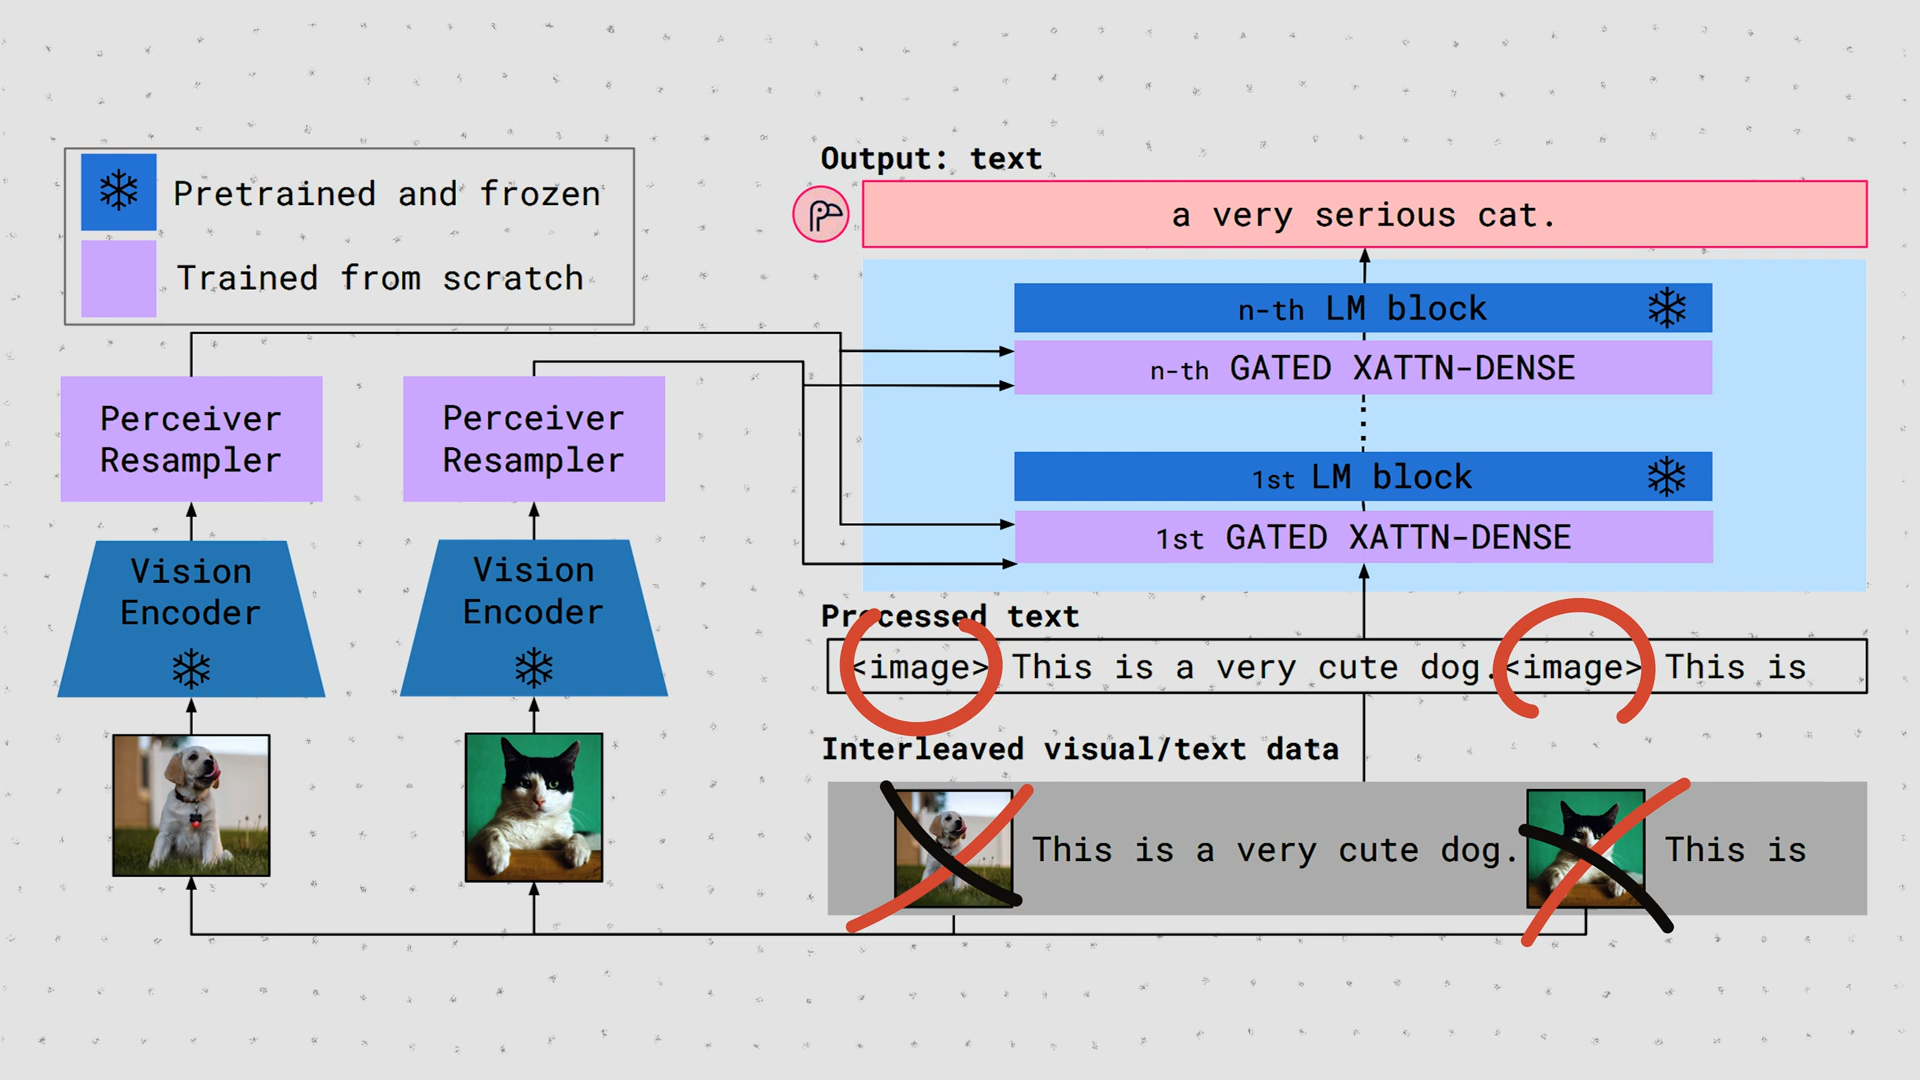 Pretrained and frozen
Trained from scratch
Perceiver
Resampler
Perceiver
Resampler
Vision
Encoder
Vision
Encoder
Output: text
a very serious cat.
n-th LM block
n-th GATED XATTN-DENSE
1st LM block
1st GATED XATTN-DENSE
Processed text
<image> This is a very cute dog.<image> This is
Interleaved visual/text data
This is a very cute dog. This is